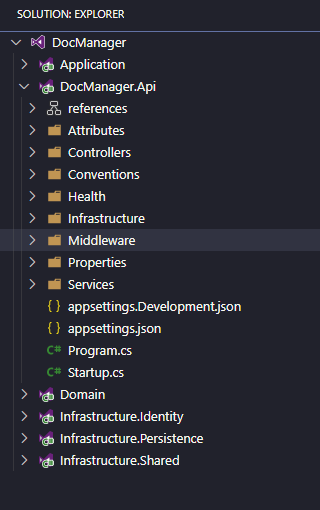 SOLUTION: EXPLORER
DocManager
Application
DocManager.Api
references
Attributes
Controllers
Conventions
Health
Infrastructure
Middleware
Properties
Services
{ } appsettings.Development.json
{ } appsettings.json
C# Program.cs
C# Startup.cs
Domain
Infrastructure.Identity
Infrastructure.Persistence
Infrastructure.Shared